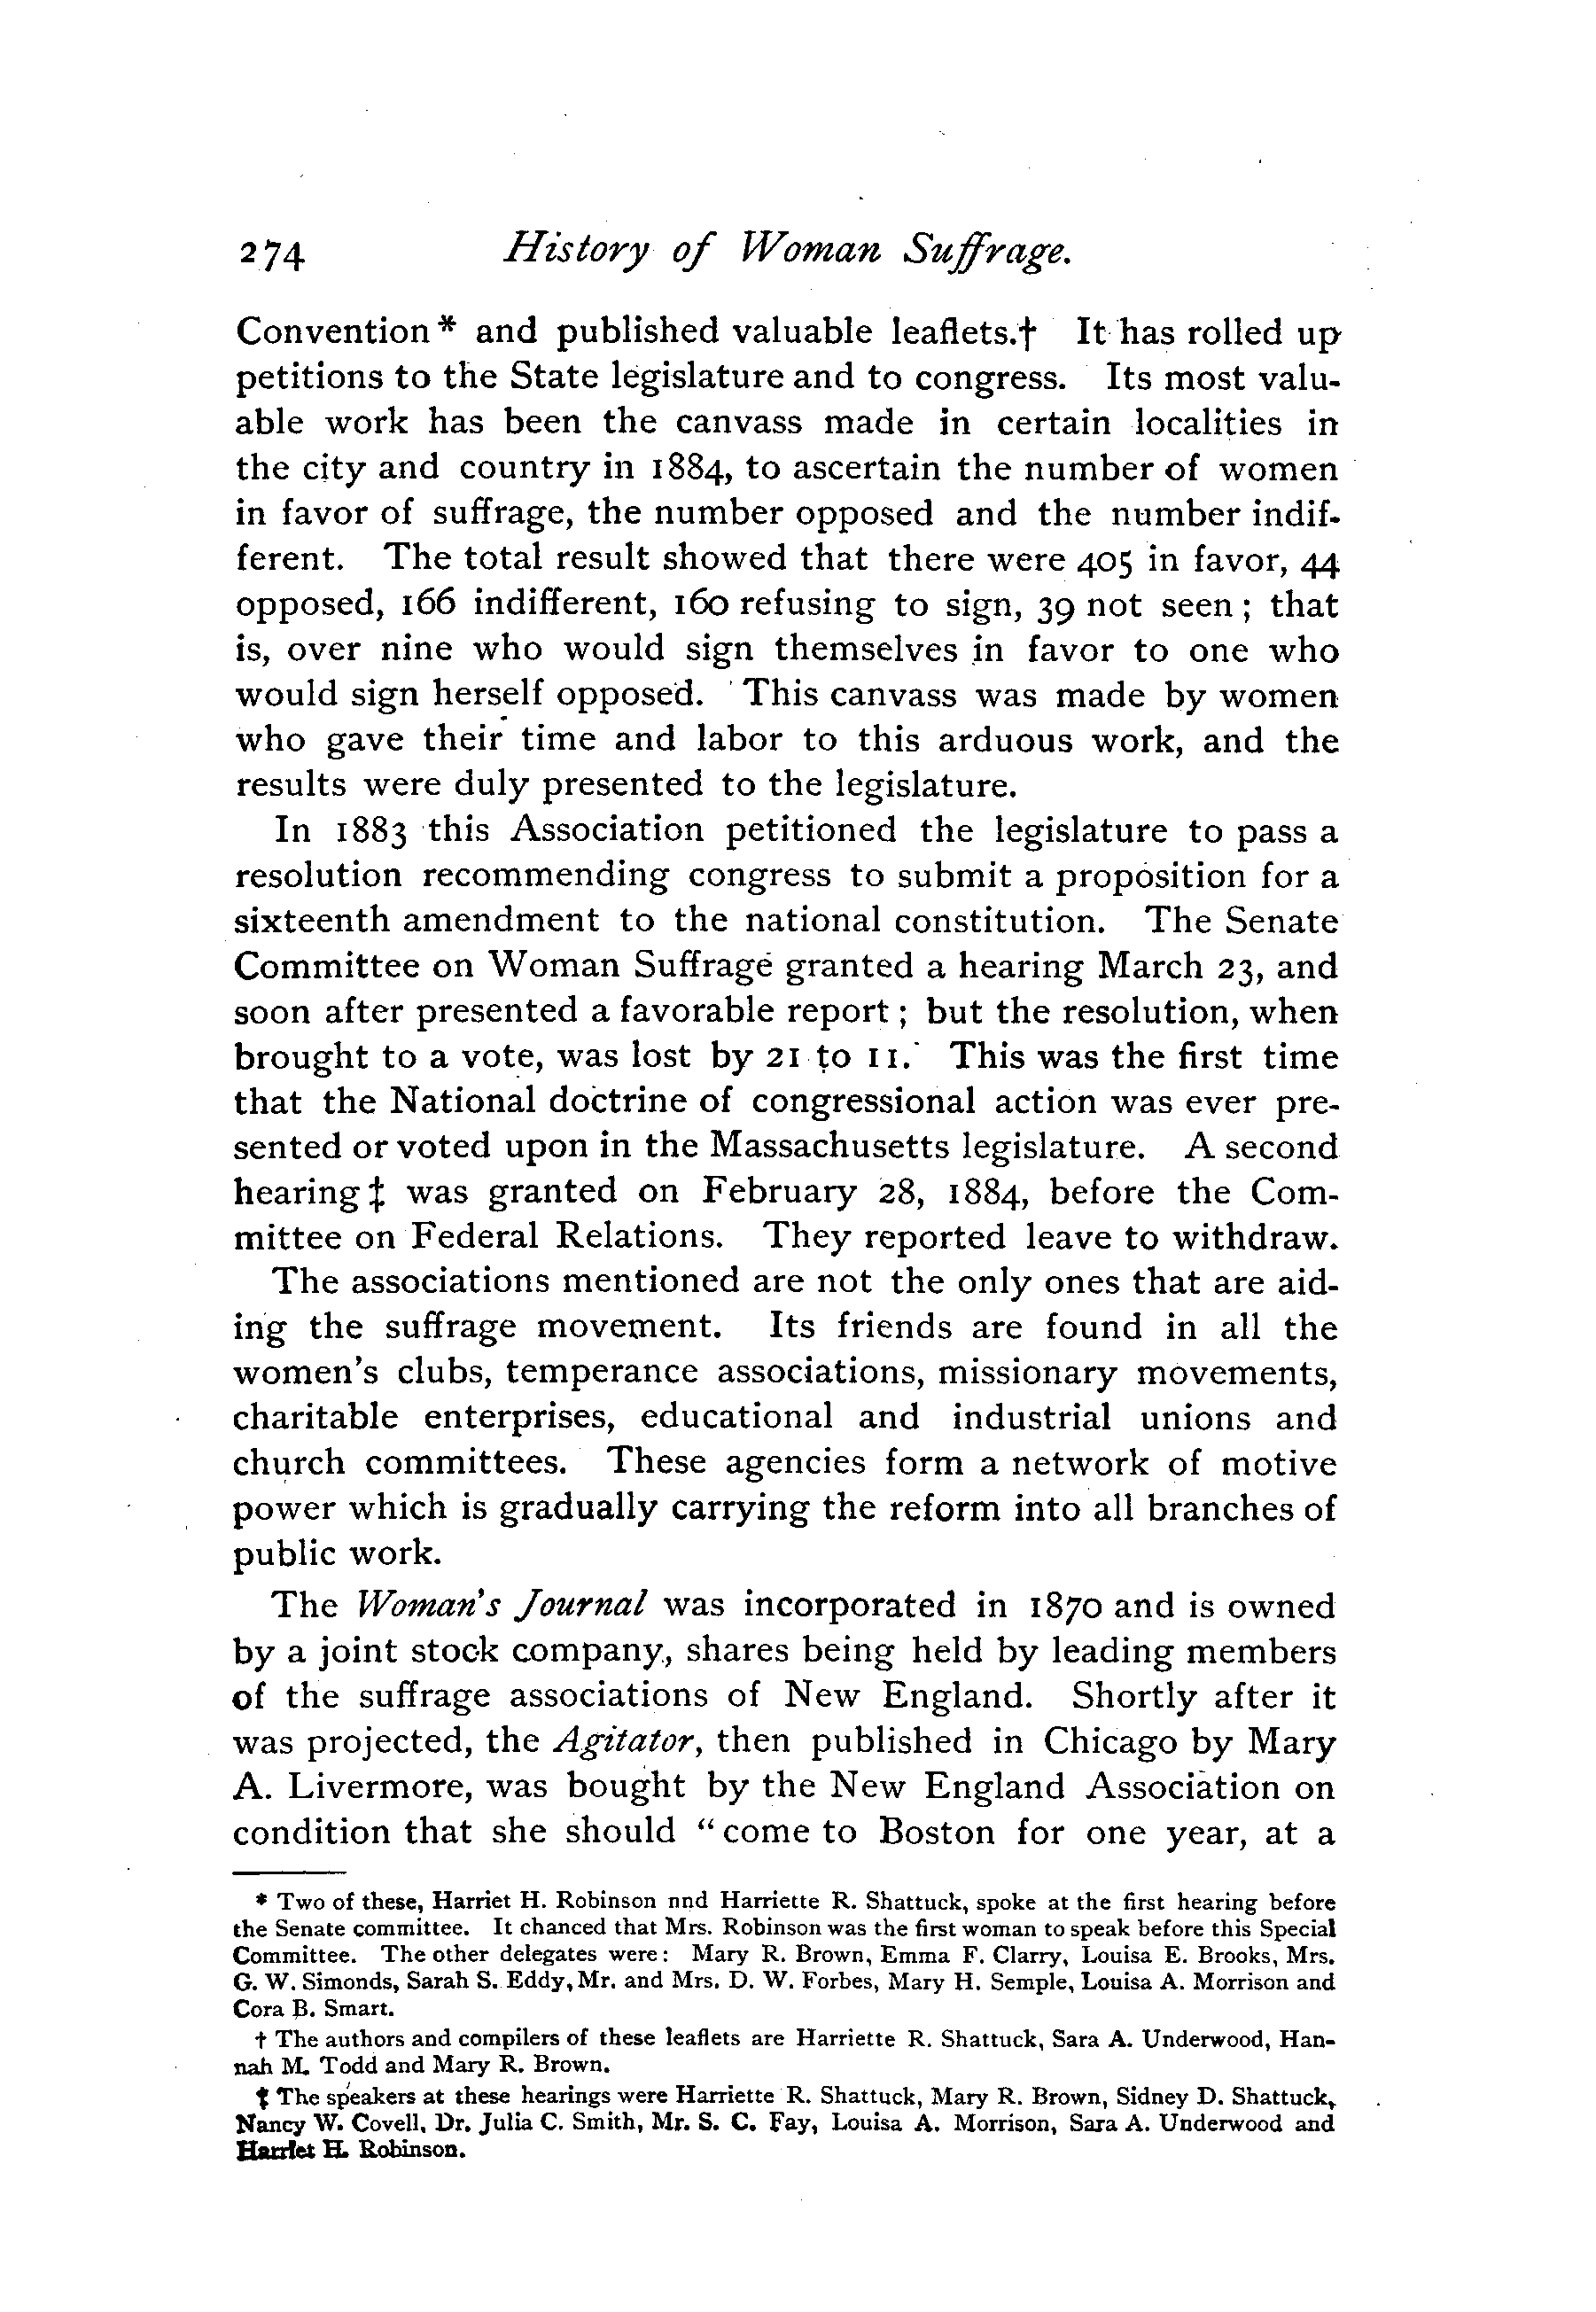 274 History of Woman Suffrage.
Convention * and published valuable leaflets.† It has rolled up
petitions to the State legislature and to congress. Its most valu-
able work has been the canvass made in certain localities in
the city and country in 1884, to ascertain the number of women
in favor of suffrage, the number opposed and the number indif-
ferent. The total result showed that there were 405 in favor, 44
opposed, 166 indifferent, 160 refusing to sign, 39 not seen; that
is, over nine who would sign themselves in favor to one who
would sign herself opposed. This canvass was made by women
who gave their time and labor to this arduous work, and the
results were duly presented to the legislature.
In 1883 this Association petitioned the legislature to pass a
resolution recommending congress to submit a proposition for a
sixteenth amendment to the national constitution. The Senate
Committee on Woman Suffrage granted a hearing March 23, and
soon after presented a favorable report; but the resolution, when
brought to a vote, was lost by 21 to 11. This was the first time
that the National doctrine of congressional action was ever pre-
sented or voted upon in the Massachusetts legislature. A second
hearing ‡ was granted on February 28, 1884, before the Com-
mittee on Federal Relations. They reported leave to withdraw.
The associations mentioned are not the only ones that are aid-
ing the suffrage movement. Its friends are found in all the
women's clubs, temperance associations, missionary movements,
charitable enterprises, educational and industrial unions and
church committees. These agencies form a network of motive
power which is gradually carrying the reform into all branches of
public work.
The Woman's Journal was incorporated in 1870 and is owned
by a joint stock company, shares being held by leading members
of the suffrage associations of New England. Shortly after it
was projected, the Agitator, then published in Chicago by Mary
A. Livermore, was bought by the New England Association on
condition that she should "come to Boston for one year, at a
* Two of these, Harriet H. Robinson nnd Harriette R. Shattuck, spoke at the first hearing before
the Senate committee. It chanced that Mrs. Robinson was the first woman to speak before this Special
Committee. The other delegates were: Mary R. Brown, Emma F. Clarry, Louisa E. Brooks, Mrs.
G. W. Simonds, Sarah S. Eddy, Mr. and Mrs. D. W. Forbes, Mary H. Semple, Louisa A. Morrison and
Cora B. Smart.
† The authors and compilers of these leaflets are Harriette R. Shattuck, Sara A. Underwood, Han-
nah M. Todd and Mary R. Brown.
‡ The speakers at these hearings were Harriette R. Shattuck, Mary R. Brown, Sidney D. Shattuck,
Nancy W. Covell, Dr. Julia C. Smith, Mr. S. C. Fay, Louisa A. Morrison, Sara A. Underwood and
Harriet H. Robinson.